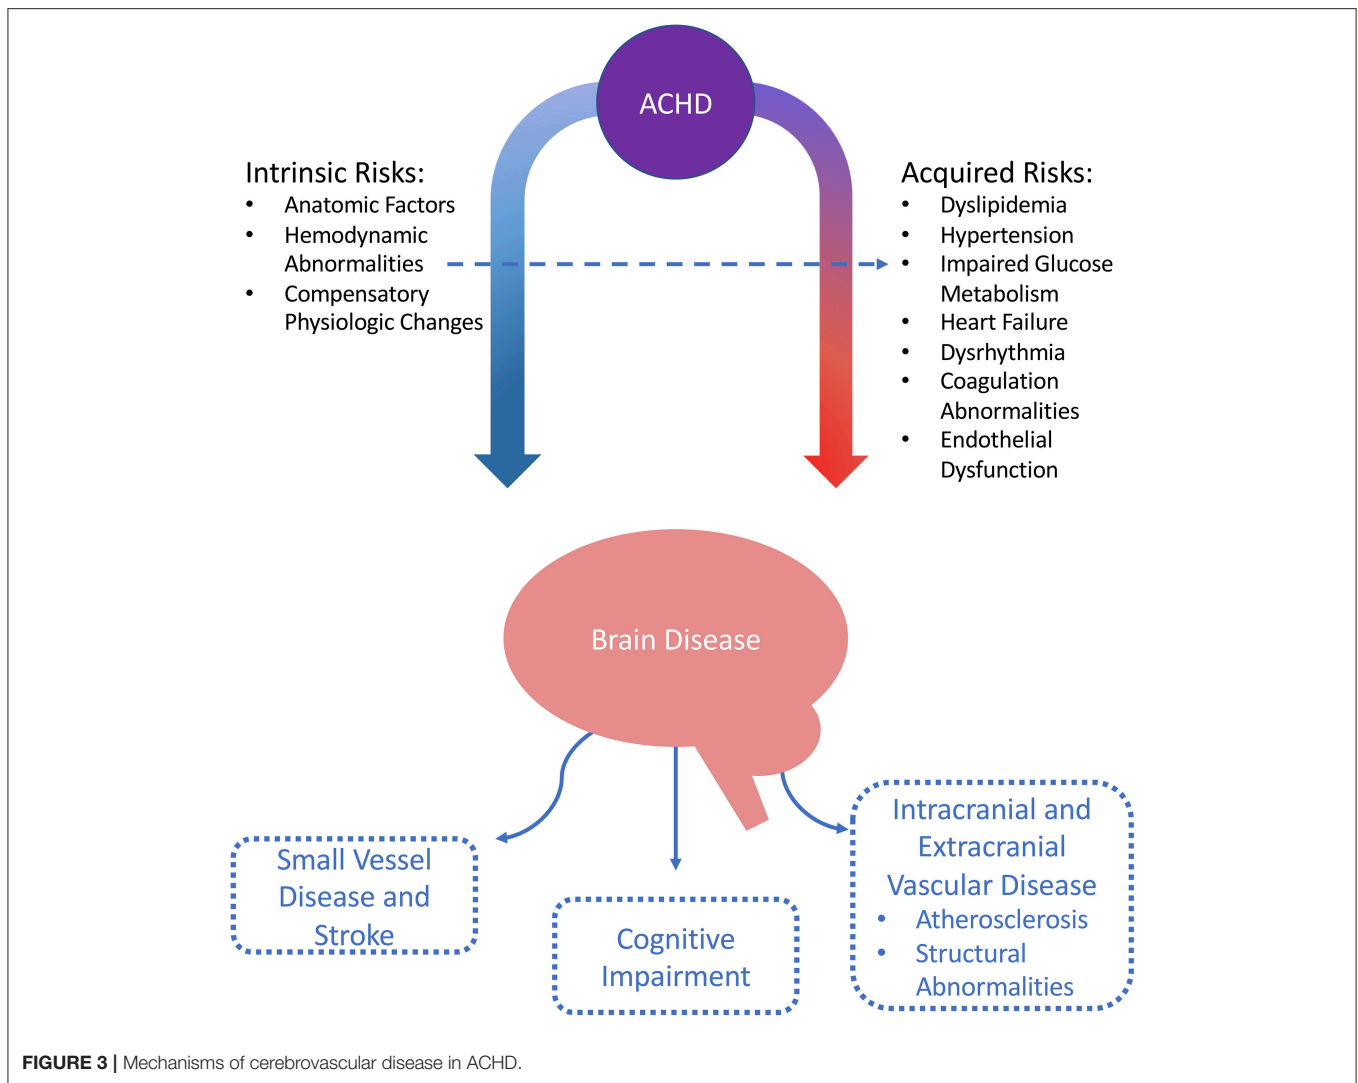 ACHD
Intrinsic Risks:
• Anatomic Factors
• Hemodynamic
Abnormalities
• Compensatory
Physiologic Changes
Acquired Risks:
• Dyslipidemia
• Hypertension
• Impaired Glucose
Metabolism
• Heart Failure
• Dysrhythmia
• Coagulation
Abnormalities
• Endothelial
Dysfunction
Brain Disease
Small Vessel
Disease and
Stroke
Cognitive
Impairment
Intracranial and
Extracranial
Vascular Disease
• Atherosclerosis
• Structural
Abnormalities
FIGURE 3 | Mechanisms of cerebrovascular disease in ACHD.